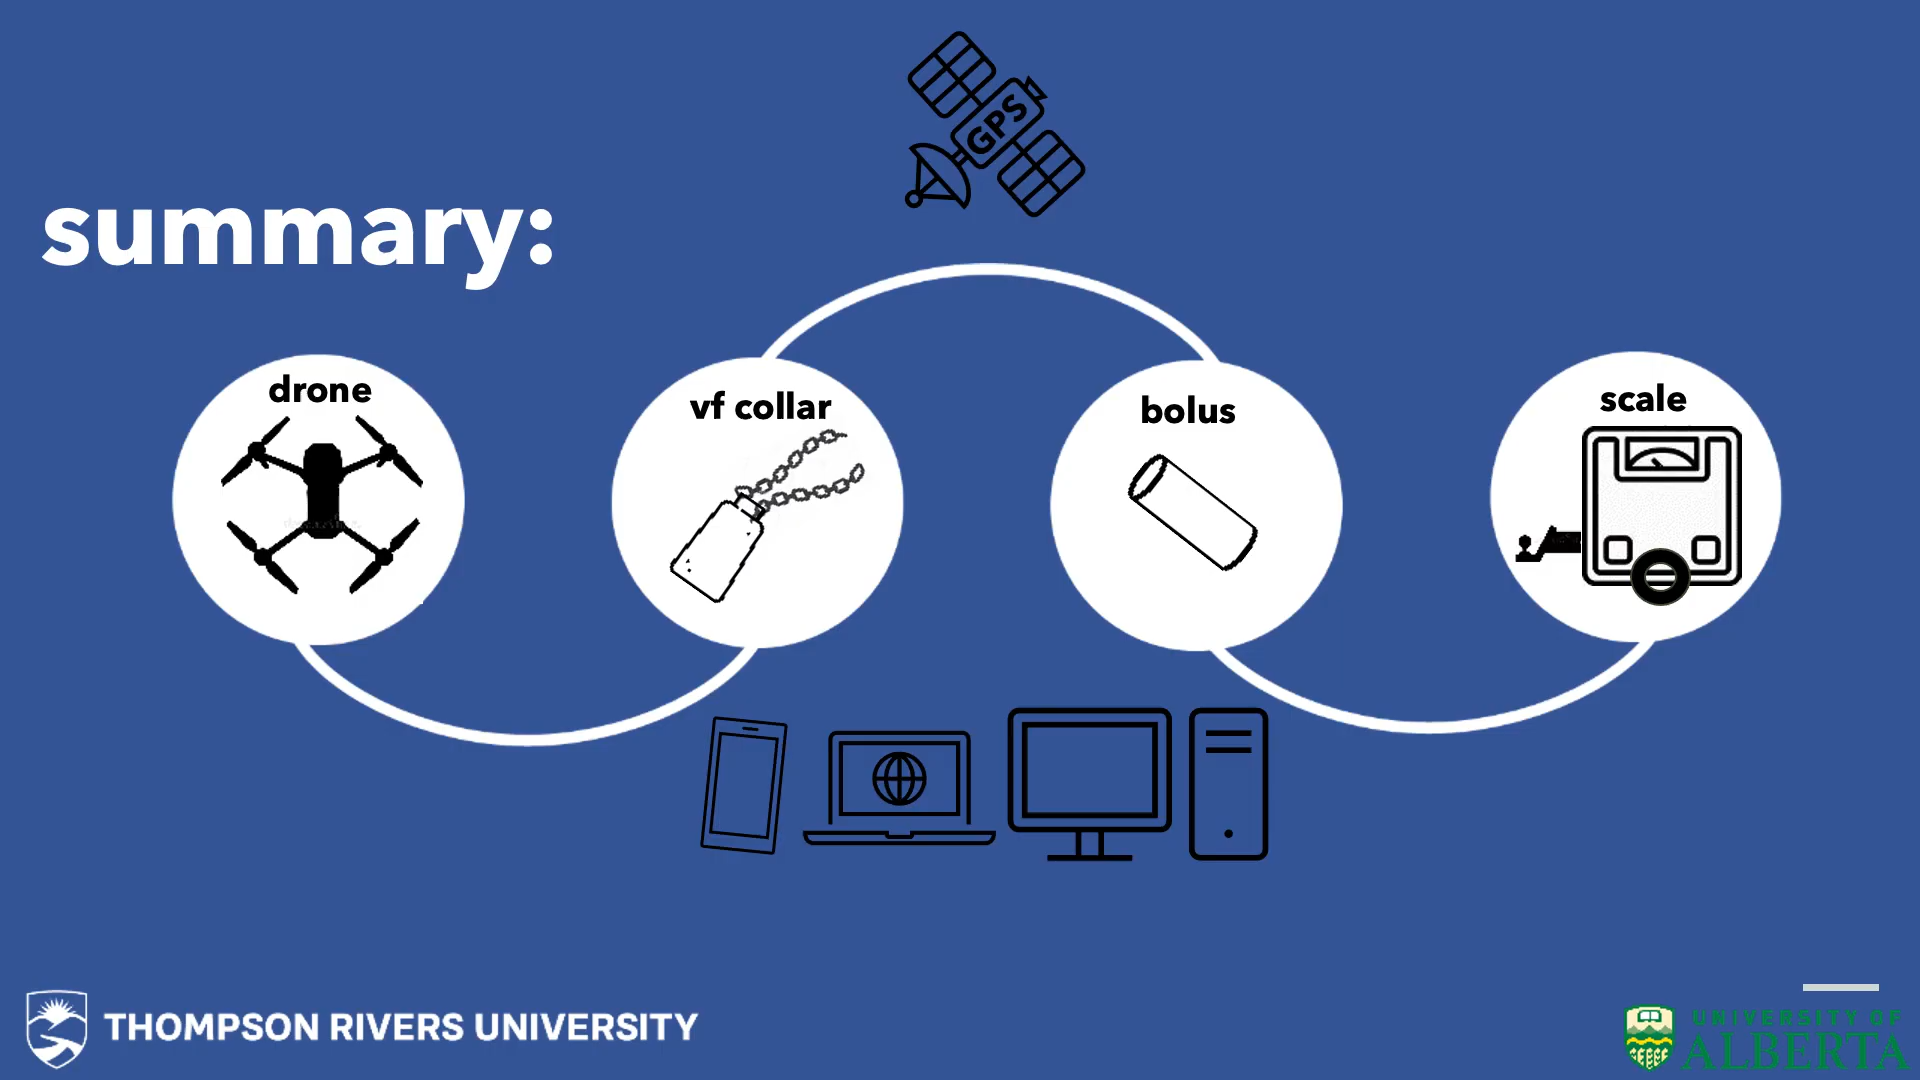 GPS
summary:
drone
vf collar
bolus
scale
THOMPSON RIVERS UNIVERSITY
UNIVERSITY OF
ALBERTA